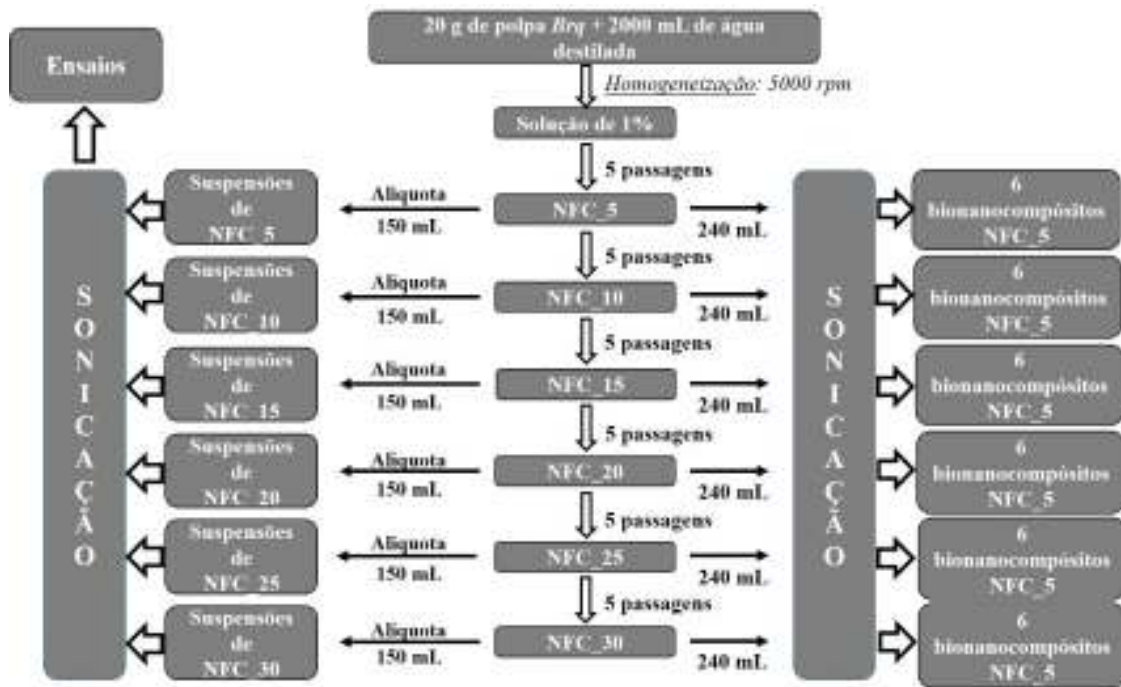 20 g de polpa Brq + 2000 mL de água
destilada
Ensaios
Homogeneização: 5000 rpm
Solução de 1%
5 passagens
Suspensões
de
NFC_5
Aliquota
150 mL
NFC_5
240 mL
6
bionanocompósitos
NFC_5
5 passagens
Suspensões
de
NFC_10
Aliquota
150 mL
NFC_10
240 mL
6
bionanocompósitos
NFC_5
5 passagens
Suspensões
de
NFC_15
Aliquota
150 mL
NFC_15
240 mL
6
bionanocompósitos
NFC_5
5 passagens
Suspensões
de
NFC_20
Aliquota
150 mL
NFC_20
240 mL
6
bionanocompósitos
NFC_5
5 passagens
Suspensões
de
NFC_25
Aliquota
150 mL
NFC_25
240 mL
6
bionanocompósitos
NFC_5
5 passagens
Suspensões
de
NFC_30
Aliquota
150 mL
NFC_30
240 mL
6
bionanocompósitos
NFC_5
SONICAÇÃO
SONICAÇÃO